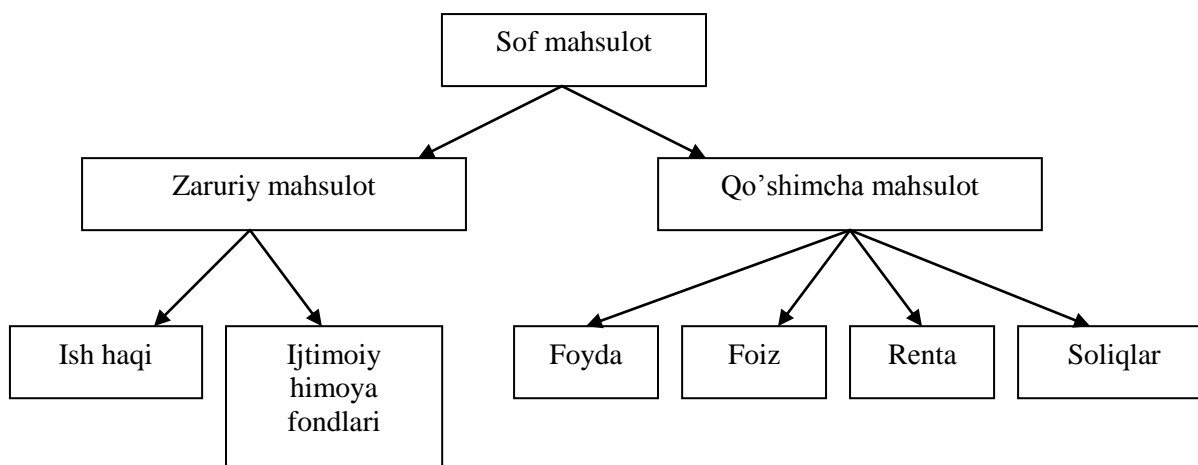 Sof mahsulot
Zaruriy mahsulot
Qo’shimcha mahsulot
Ish haqi
Ijtimoiy
himoya
fondlari
Foyda
Foiz
Renta
Soliqlar